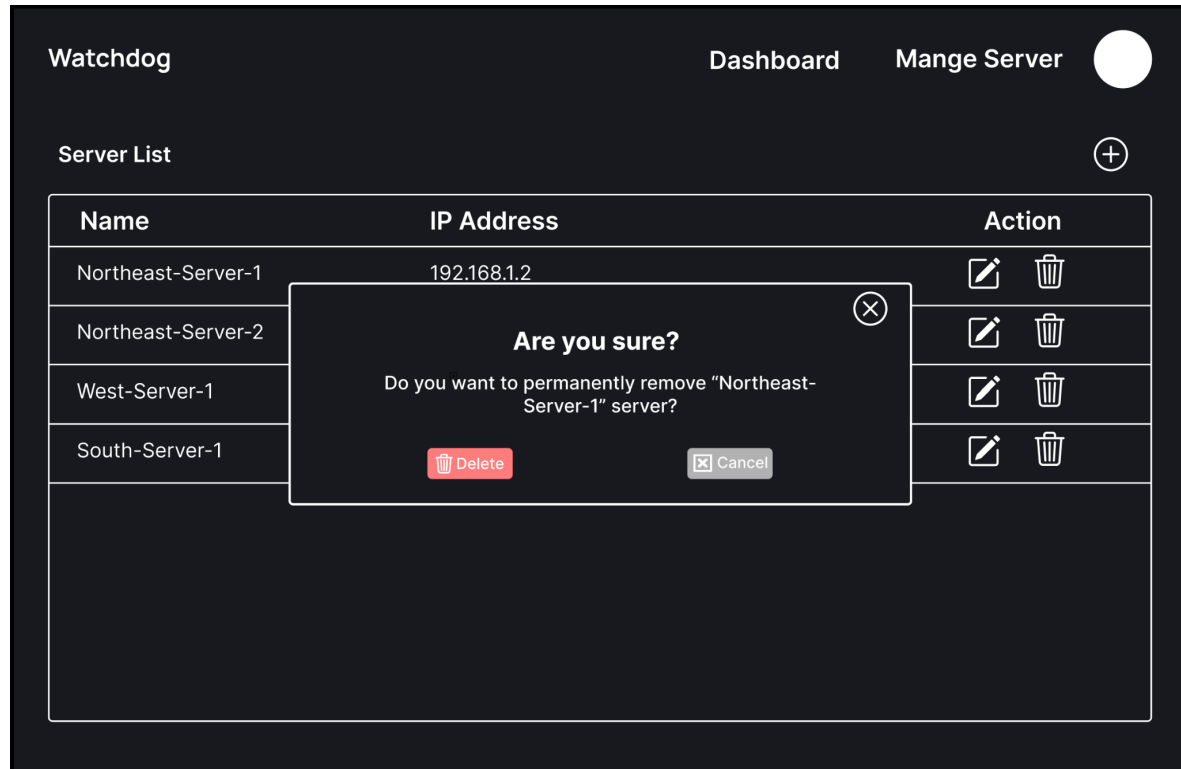 Watchdog
Dashboard
Mange Server
Server List
Name IP Address Action
Northeast-Server-1 192.168.1.2
Northeast-Server-2
West-Server-1
South-Server-1
Are you sure?
Do you want to permanently remove “Northeast-
Server-1” server?
Delete
Cancel